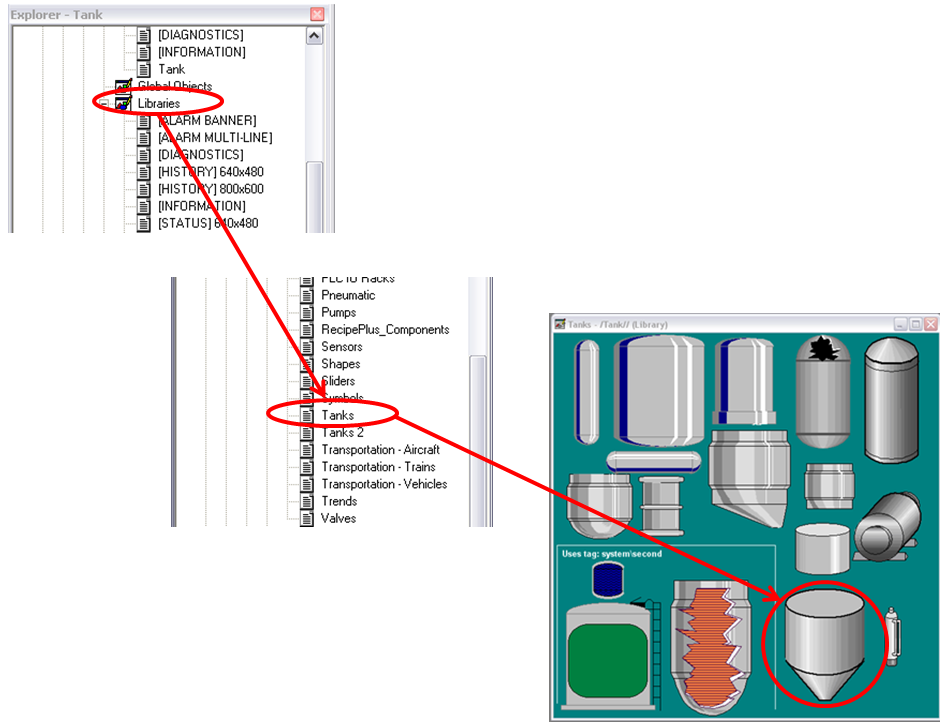 Explorer - Tank
[DIAGNOSTICS]
[INFORMATION]
Tank
Global Objects
Libraries
[ALARM BANNER]
[ALARM MULTI-LINE]
[DIAGNOSTICS]
[HISTORY] 640x480
[HISTORY] 800x600
[INFORMATION]
[STATUS] 640x480
PLC10 Racks
Pneumatic
Pumps
RecipePlus_Components
Sensors
Shapes
Sliders
Symbols
Tanks
Tanks 2
Transportation - Aircraft
Transportation - Trains
Transportation - Vehicles
Trends
Valves
Tanks - /Tank// (Library)
Uses tag: system\second